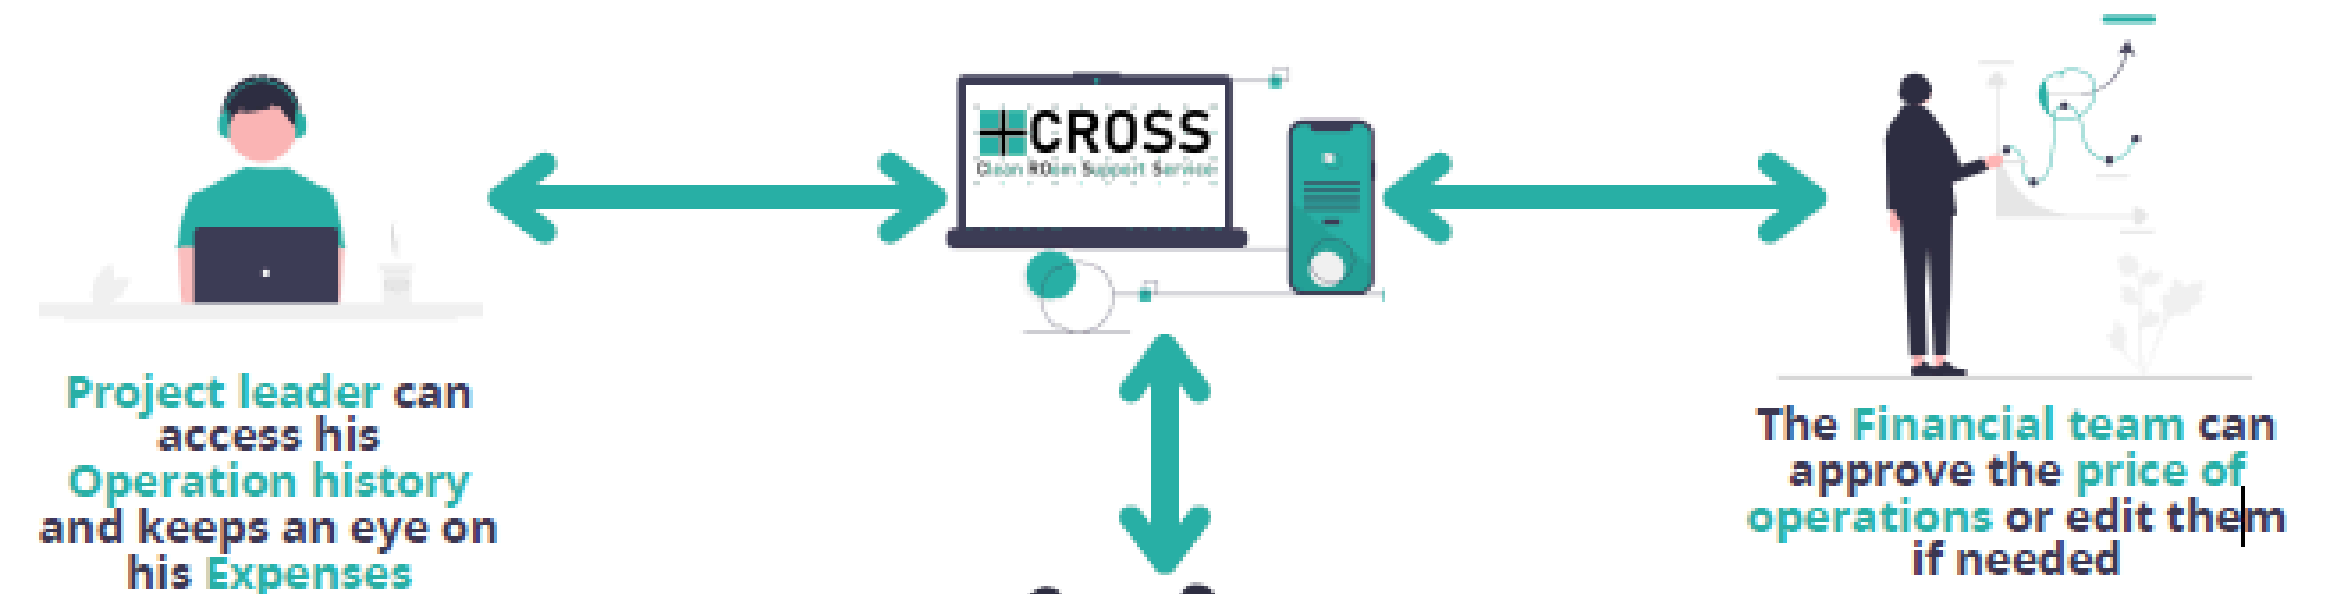 CROSS
Clean ROom Support Service
Project leader can
access his
Operation history
and keeps an eye on
his Expenses
The Financial team can
approve the price of
operations or edit them
if needed